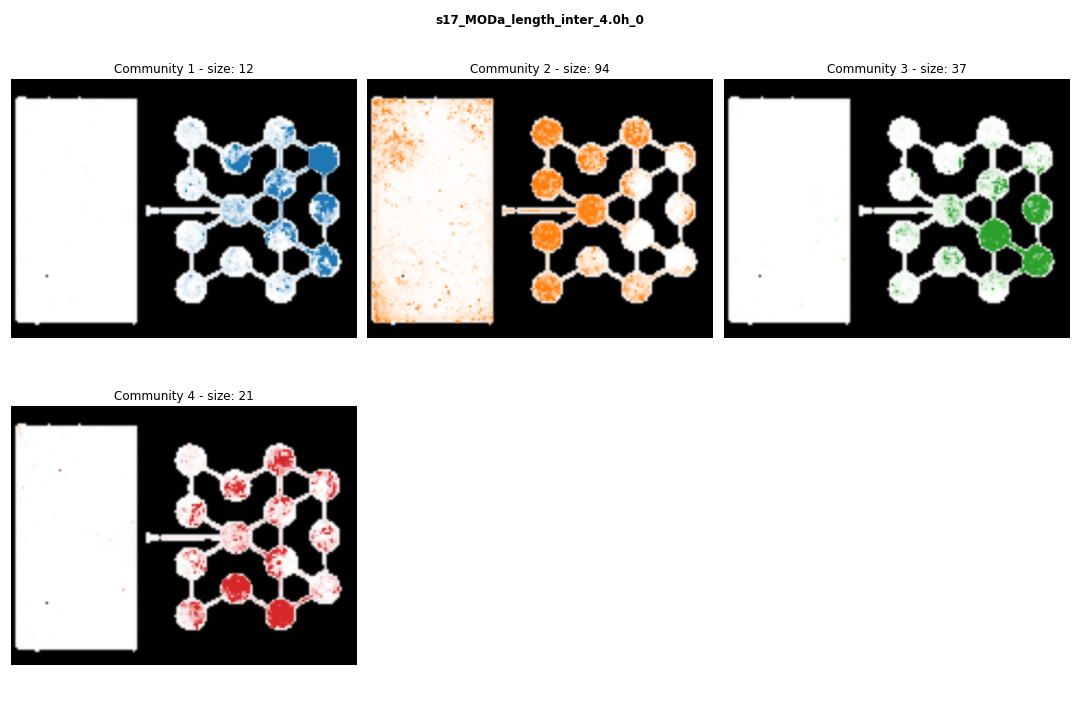 s17_MODa_length_inter_4.0h_0
Community 1 - size: 12
Community 2 - size: 94
Community 3 - size: 37
Community 4 - size: 21